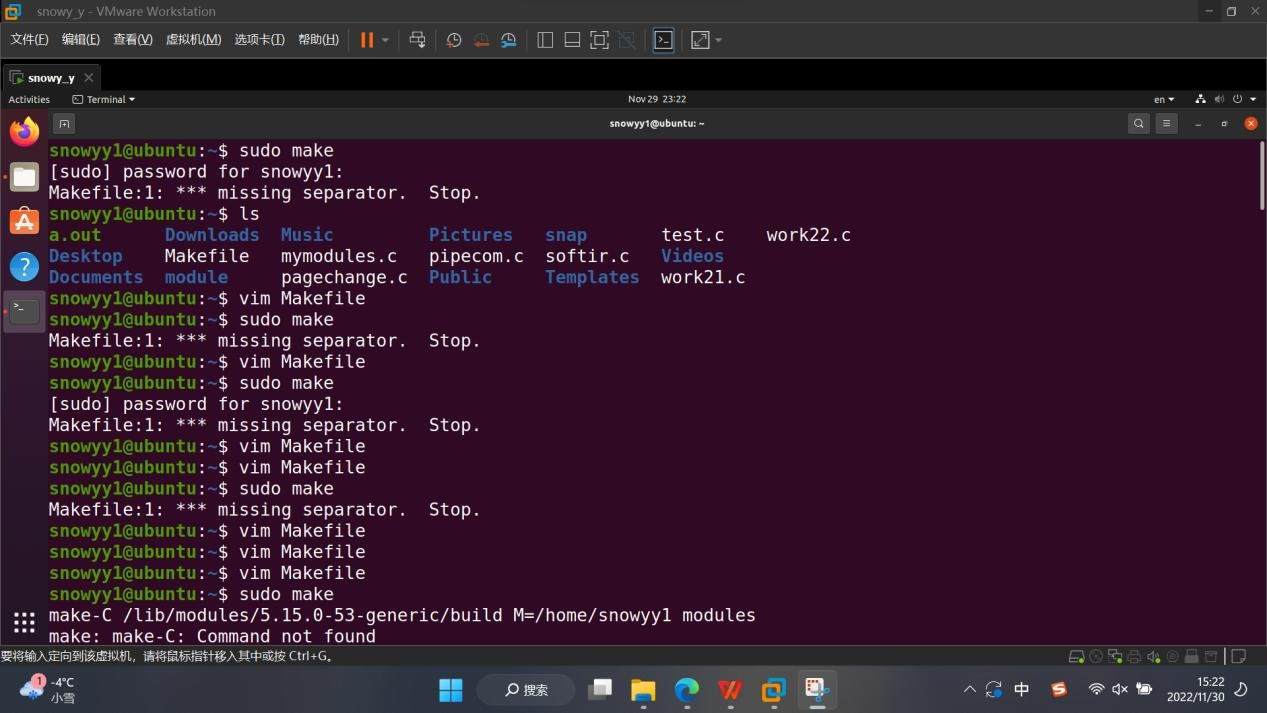 snowy_y - VMware Workstation
文件(F) 编辑(E) 查看(V) 虚拟机(M) 选项卡(T) 帮助(H)
snowy_y
Activities Terminal Nov 29 23:22 en
snowyy1@ubuntu: ~
snowyy1@ubuntu:~$ sudo make
[sudo] password for snowyy1:
Makefile:1: *** missing separator.  Stop.
snowyy1@ubuntu:~$ ls
a.out Downloads Music Pictures snap test.c work22.c
Desktop Makefile mymodules.c pipecom.c softir.c Videos
Documents module pagechange.c Public Templates work21.c
snowyy1@ubuntu:~$ vim Makefile
snowyy1@ubuntu:~$ sudo make
Makefile:1: *** missing separator.  Stop.
snowyy1@ubuntu:~$ vim Makefile
snowyy1@ubuntu:~$ sudo make
[sudo] password for snowyy1:
Makefile:1: *** missing separator.  Stop.
snowyy1@ubuntu:~$ vim Makefile
snowyy1@ubuntu:~$ vim Makefile
snowyy1@ubuntu:~$ sudo make
Makefile:1: *** missing separator.  Stop.
snowyy1@ubuntu:~$ vim Makefile
snowyy1@ubuntu:~$ vim Makefile
snowyy1@ubuntu:~$ vim Makefile
snowyy1@ubuntu:~$ sudo make
make-C /lib/modules/5.15.0-53-generic/build M=/home/snowyy1 modules
make: make-C: Command not found
要将输入定向到该虚拟机，请将鼠标指针移入其中或按 Ctrl+G。
1 -4°C
小雪
搜索
中
15:22
2022/11/30